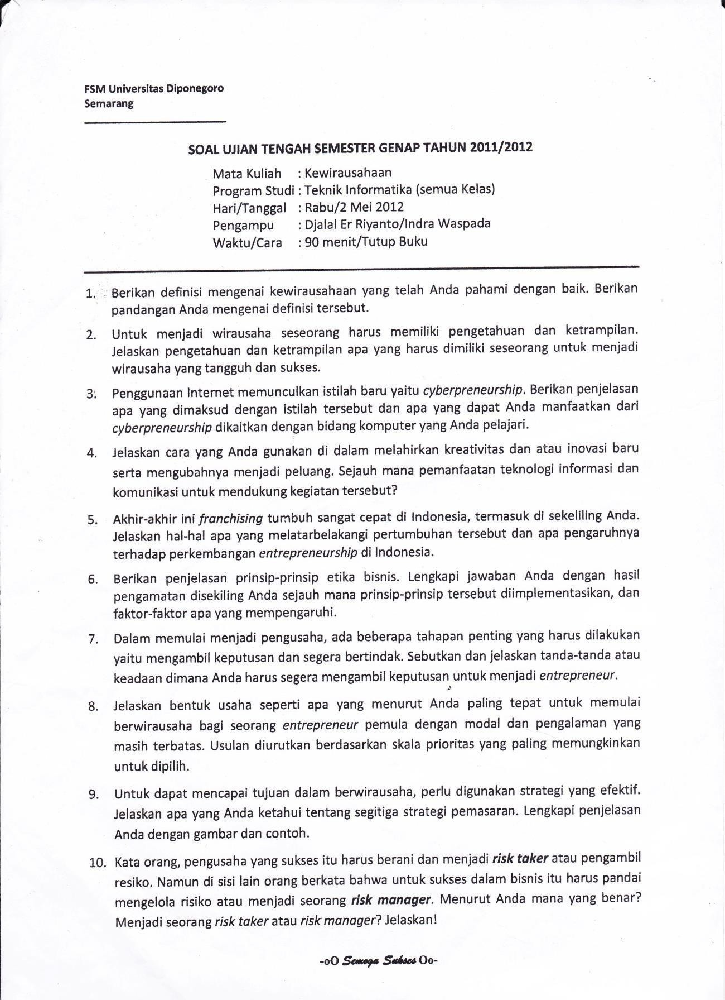 FSM Universitas Diponegoro
Semarang
SOAL UJIAN TENGAH SEMESTER GENAP TAHUN 2011/2012
Mata Kuliah : Kewirausahaan
Program Studi : Teknik Informatika (semua Kelas)
Hari/Tanggal : Rabu/2 Mei 2012
Pengampu : Djalal Er Riyanto/Indra Waspada
Waktu/Cara : 90 menit/Tutup Buku
1. Berikan definisi mengenai kewirausahaan yang telah Anda pahami dengan baik. Berikan
pandangan Anda mengenai definisi tersebut.
2. Untuk menjadi wirausaha seseorang harus memiliki pengetahuan dan ketrampilan.
Jelaskan pengetahuan dan ketrampilan apa yang harus dimiliki seseorang untuk menjadi
wirausaha yang tangguh dan sukses.
3. Penggunaan Internet memunculkan istilah baru yaitu cyberpreneurship. Berikan penjelasan
apa yang dimaksud dengan istilah tersebut dan apa yang dapat Anda manfaatkan dari
cyberpreneurship dikaitkan dengan bidang komputer yang Anda pelajari.
4. Jelaskan cara yang Anda gunakan di dalam melahirkan kreativitas dan atau inovasi baru
serta mengubahnya menjadi peluang. Sejauh mana pemanfaatan teknologi informasi dan
komunikasi untuk mendukung kegiatan tersebut?
5. Akhir-akhir ini franchising tumbuh sangat cepat di Indonesia, termasuk di sekeliling Anda.
Jelaskan hal-hal apa yang melatarbelakangi pertumbuhan tersebut dan apa pengaruhnya
terhadap perkembangan entrepreneurship di Indonesia.
6. Berikan penjelasan prinsip-prinsip etika bisnis. Lengkapi jawaban Anda dengan hasil
pengamatan disekiling Anda sejauh mana prinsip-prinsip tersebut diimplementasikan, dan
faktor-faktor apa yang mempengaruhi.
7. Dalam memulai menjadi pengusaha, ada beberapa tahapan penting yang harus dilakukan
yaitu mengambil keputusan dan segera bertindak. Sebutkan dan jelaskan tanda-tanda atau
keadaan dimana Anda harus segera mengambil keputusan untuk menjadi entrepreneur.
8. Jelaskan bentuk usaha seperti apa yang menurut Anda paling tepat untuk memulai
berwirausaha bagi seorang entrepreneur pemula dengan modal dan pengalaman yang
masih terbatas. Usulan diurutkan berdasarkan skala prioritas yang paling memungkinkan
untuk dipilih.
9. Untuk dapat mencapai tujuan dalam berwirausaha, perlu digunakan strategi yang efektif.
Jelaskan apa yang Anda ketahui tentang segitiga strategi pemasaran. Lengkapi penjelasan
Anda dengan gambar dan contoh.
10. Kata orang, pengusaha yang sukses itu harus berani dan menjadi risk taker atau pengambil
resiko. Namun di sisi lain orang berkata bahwa untuk sukses dalam bisnis itu harus pandai
mengelola risiko atau menjadi seorang risk manager. Menurut Anda mana yang benar?
Menjadi seorang risk taker atau risk manager? Jelaskan!
-oO Semoga Sukses Oo-